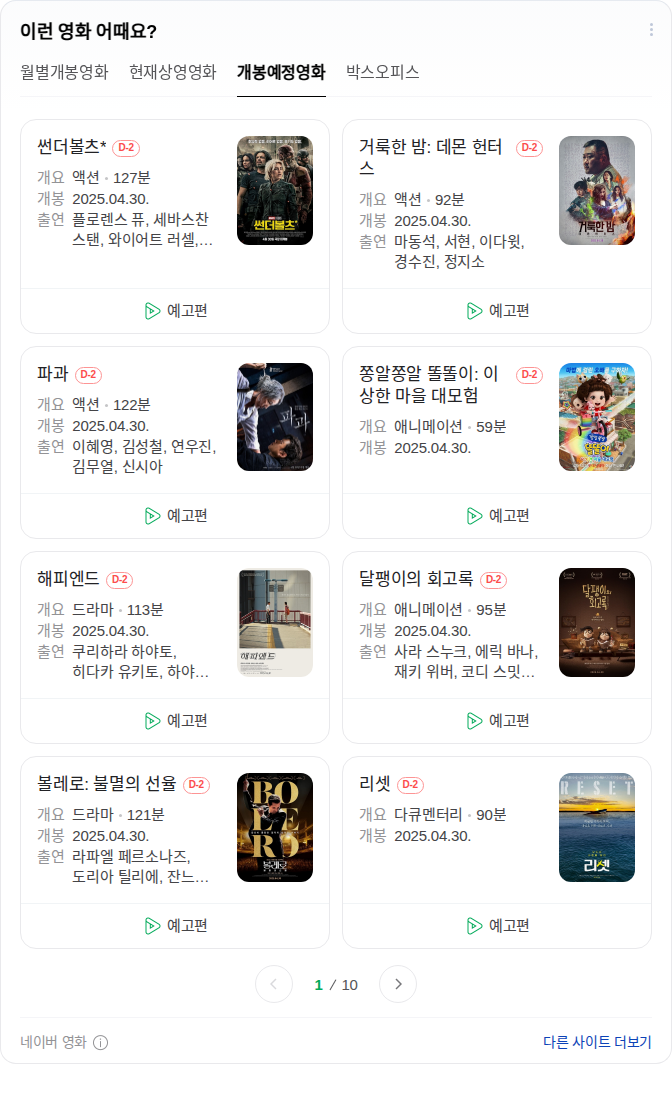 이런 영화 어때요?
월별개봉영화 현재상영영화 개봉예정영화 박스오피스
썬더볼츠* D-2
개요 액션 · 127분
개봉 2025.04.30.
출연 플로렌스 퓨, 세바스찬
스탠, 와이어트 러셀,...
썬더볼츠*
예고편
거룩한 밤: 데몬 헌터
스
D-2
개요 액션 · 92분
개봉 2025.04.30.
출연 마동석, 서현, 이다윗,
경수진, 정지소
거룩한 밤
예고편
파과 D-2
개요 액션 · 122분
개봉 2025.04.30.
출연 이혜영, 김성철, 연우진,
김무열, 신시아
파과
예고편
쫑알쫑알 똘똘이: 이
상한 마을 대모험
D-2
개요 애니메이션 · 59분
개봉 2025.04.30.
예고편
해피엔드 D-2
개요 드라마 · 113분
개봉 2025.04.30.
출연 쿠리하라 하야토,
히다카 유키토, 하야...
해피엔드
예고편
달팽이의 회고록 D-2
개요 애니메이션 · 95분
개봉 2025.04.30.
출연 사라 스누크, 에릭 바나,
재키 위버, 코디 스밋...
달팽이의
회고록
예고편
볼레로: 불멸의 선율 D-2
개요 드라마 · 121분
개봉 2025.04.30.
출연 라파엘 페르소나즈,
도리아 틸리에, 잔느...
BO
LE
RO
볼레로
예고편
리셋 D-2
개요 다큐멘터리 · 90분
개봉 2025.04.30.
RESET
리셋
예고편
1 / 10
네이버 영화
다른 사이트 더보기